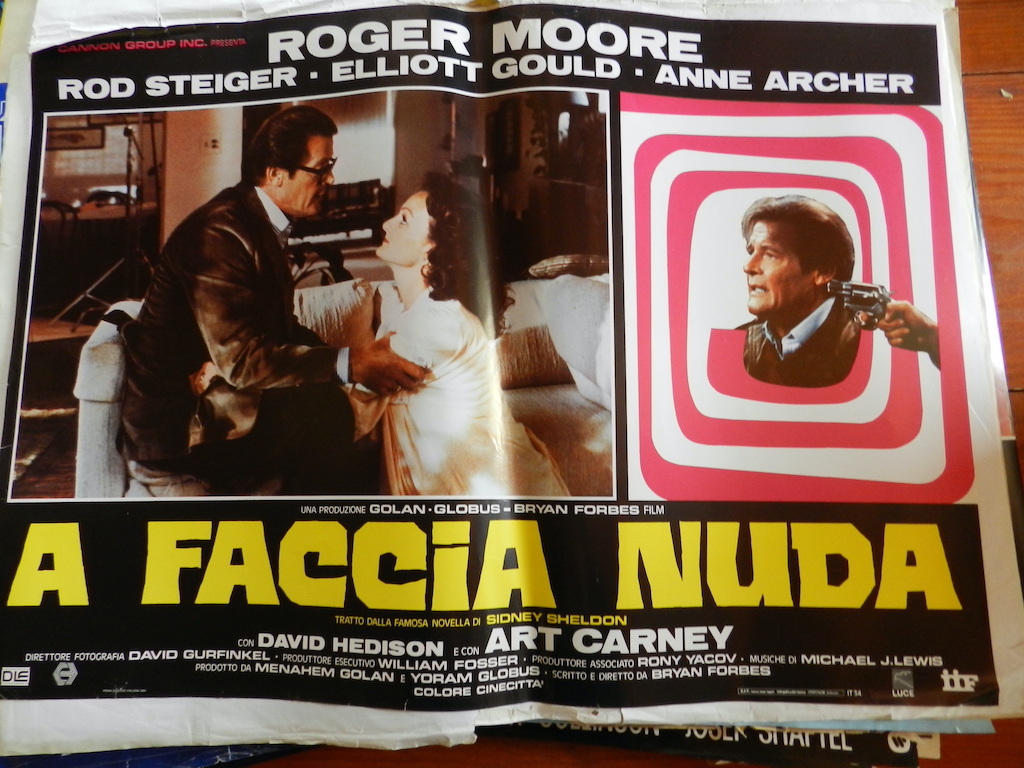 CANNON GROUP INC. PRESENTA
ROGER MOORE
ROD STEIGER · ELLIOTT GOULD · ANNE ARCHER
UNA PRODUZIONE GOLAN - GLOBUS - BRYAN FORBES FILM
A FACCIA NUDA
TRATTO DALLA FAMOSA NOVELLA DI SIDNEY SHELDON
CON DAVID HEDISON E CON ART CARNEY
DIRETTORE FOTOGRAFIA DAVID GURFINKEL · PRODUTTORE ESECUTIVO WILLIAM FOSSER · PRODUTTORE ASSOCIATO RONY YACOV · MUSICHE DI MICHAEL J. LEWIS
PRODOTTO DA MENAHEM GOLAN E YORAM GLOBUS · SCRITTO E DIRETTO DA BRYAN FORBES
COLORE CINECITTA'
DLE
LUCE
iif